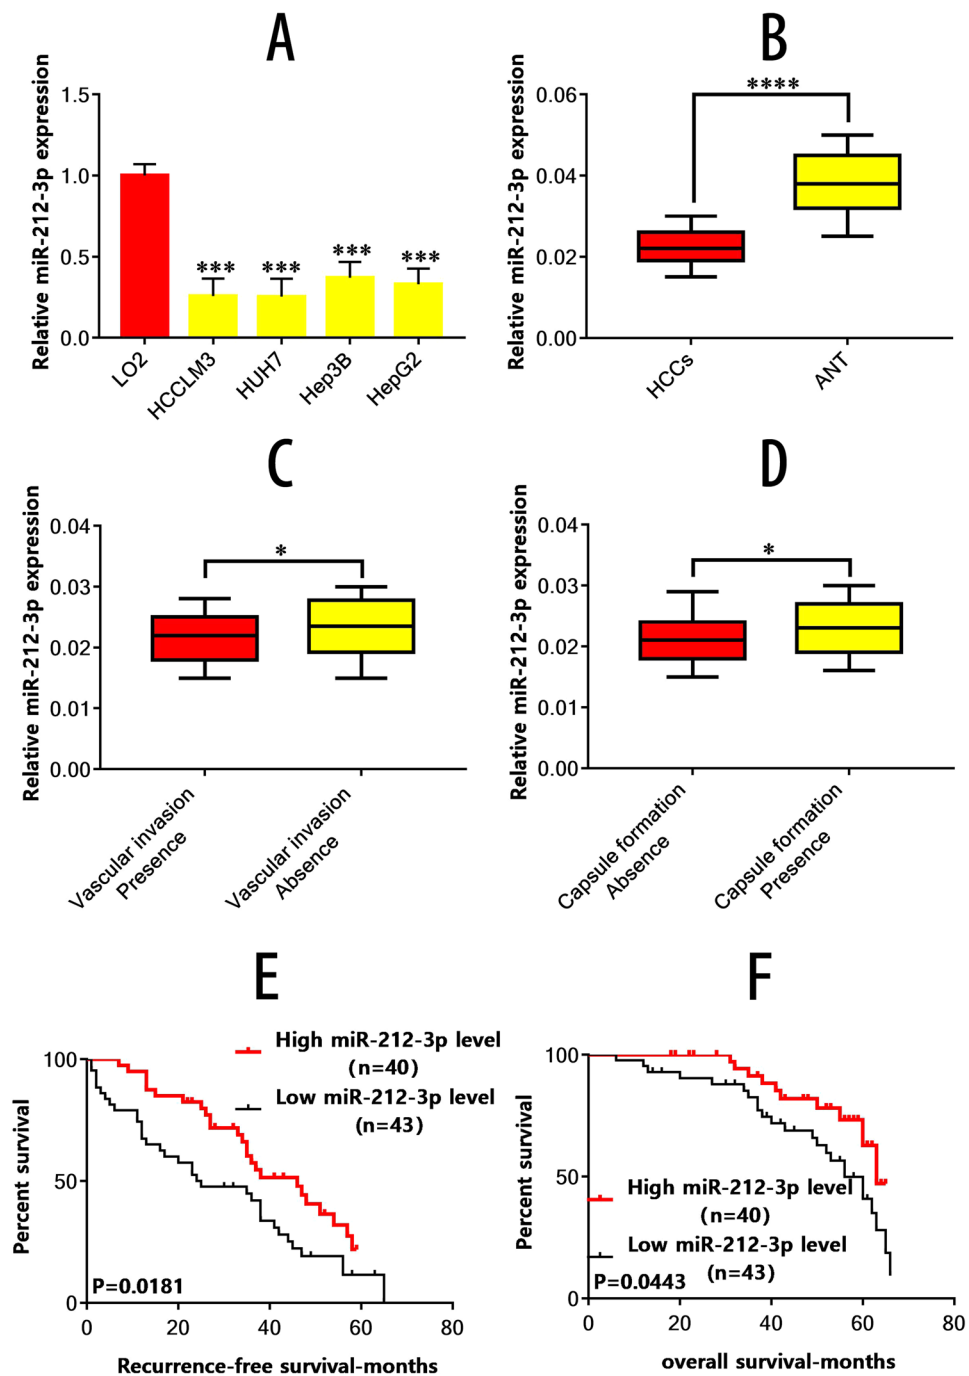 A
Relative miR-212-3p expression
1.5
1.0
0.5
0.0
***
***
***
***
LO2
HCCLM3
HUH7
Hep3B
HepG2
B
Relative miR-212-3p expression
0.06
0.04
0.02
0.00
****
HCCs
ANT
C
Relative miR-212-3p expression
0.04
0.03
0.02
0.01
0.00
*
Vascular invasion
Presence
Vascular invasion
Absence
D
Relative miR-212-3p expression
0.04
0.03
0.02
0.01
0.00
*
Capsule formation
Absence
Capsule formation
Presence
E
Percent survival
100
50
0
High miR-212-3p level
(n=40)
Low miR-212-3p level
(n=43)
P=0.0181
0 20 40 60 80
Recurrence-free survival-months
F
Percent survival
100
50
0
High miR-212-3p level
(n=40)
Low miR-212-3p level
(n=43)
P=0.0443
0 20 40 60 80
overall survival-months